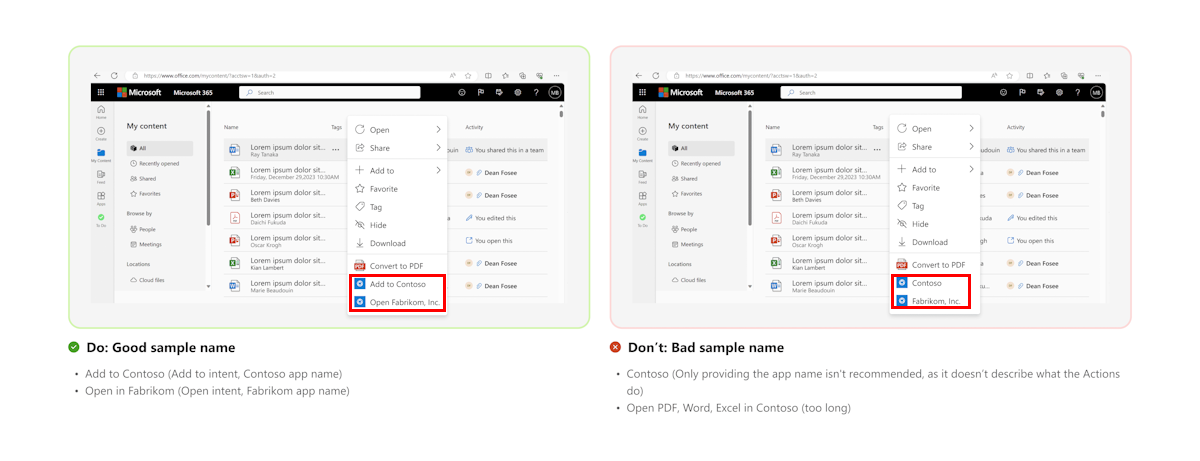 https://www.office.com/mycontent/?acctsw=1&auth=2
Microsoft Microsoft 365 Search ? MB
Home
Create
My Content
Feed
Apps
To Do
My content
All
Recently opened
Shared
Favorites
Browse by
People
Meetings
Locations
Cloud files
Name Tags Activity
Lorem ipsum dolor sit... ...
Ray Tanaka
You shared this in a team
Lorem ipsum dolor sit...
Friday, December 29,2023 10:30AM
Dean Fosee
Lorem ipsum dolor sit...
Beth Davies
Dean Fosee
Lorem ipsum dolor sit...
Daichi Fukuda
You edited this
Lorem ipsum dolor sit...
Oscar Krogh
You open this
Lorem ipsum dolor sit...
Kian Lambert
Dean Fosee
Lorem ipsum dolor sit...
Marie Beaudouin
Dean Fosee
Open
Share
Add to
Favorite
Tag
Hide
Download
Convert to PDF
Add to Contoso
Open Fabrikom, Inc.
https://www.office.com/mycontent/?acctsw=1&auth=2
Microsoft Microsoft 365 Search ? MB
Home
Create
My Content
Feed
Apps
To Do
My content
All
Recently opened
Shared
Favorites
Browse by
People
Meetings
Locations
Cloud files
Name Tags Activity
Lorem ipsum dolor sit... ...
Ray Tanaka
You shared this in a team
Lorem ipsum dolor sit...
Friday, December 29,2023 10:30AM
Dean Fosee
Lorem ipsum dolor sit...
Beth Davies
Dean Fosee
Lorem ipsum dolor sit...
Daichi Fukuda
You edited this
Lorem ipsum dolor sit...
Oscar Krogh
You open this
Lorem ipsum dolor sit...
Kian Lambert
Dean Fosee
Lorem ipsum dolor sit...
Marie Beaudouin
Dean Fosee
Open
Share
Add to
Favorite
Tag
Hide
Download
Convert to PDF
Contoso
Fabrikom, Inc.
Do: Good sample name
• Add to Contoso (Add to intent, Contoso app name)
• Open in Fabrikom (Open intent, Fabrikom app name)
Don't: Bad sample name
• Contoso (Only providing the app name isn't recommended, as it doesn't describe what the Actions
do)
• Open PDF, Word, Excel in Contoso (too long)